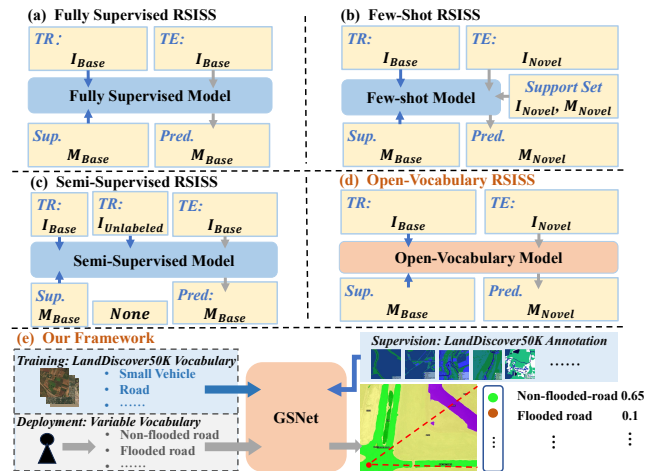 (a) Fully Supervised RSISS
TR:
I_Base
TE:
I_Base
Fully Supervised Model
Sup.
M_Base
Pred.
M_Base
(b) Few-Shot RSISS
TR:
I_Base
TE:
I_Novel
Few-shot Model
Support Set
I_Novel, M_Novel
Sup.
M_Base
Pred.
M_Novel
(c) Semi-Supervised RSISS
TR:
I_Base
TR:
I_Unlabeled
TE:
I_Base
Semi-Supervised Model
Sup.
M_Base
None
Pred:
M_Base
(d) Open-Vocabulary RSISS
TR:
I_Base
TE:
I_Novel
Open-Vocabulary Model
Sup.
M_Base
Pred.
M_Novel
(e) Our Framework
Training: LandDiscover50K Vocabulary
• Small Vehicle
• Road
• ······
Deployment: Variable Vocabulary
• Non-flooded road
• Flooded road
• ······
GSNet
Supervision: LandDiscover50K Annotation
······
Non-flooded-road 0.65
Flooded road 0.1